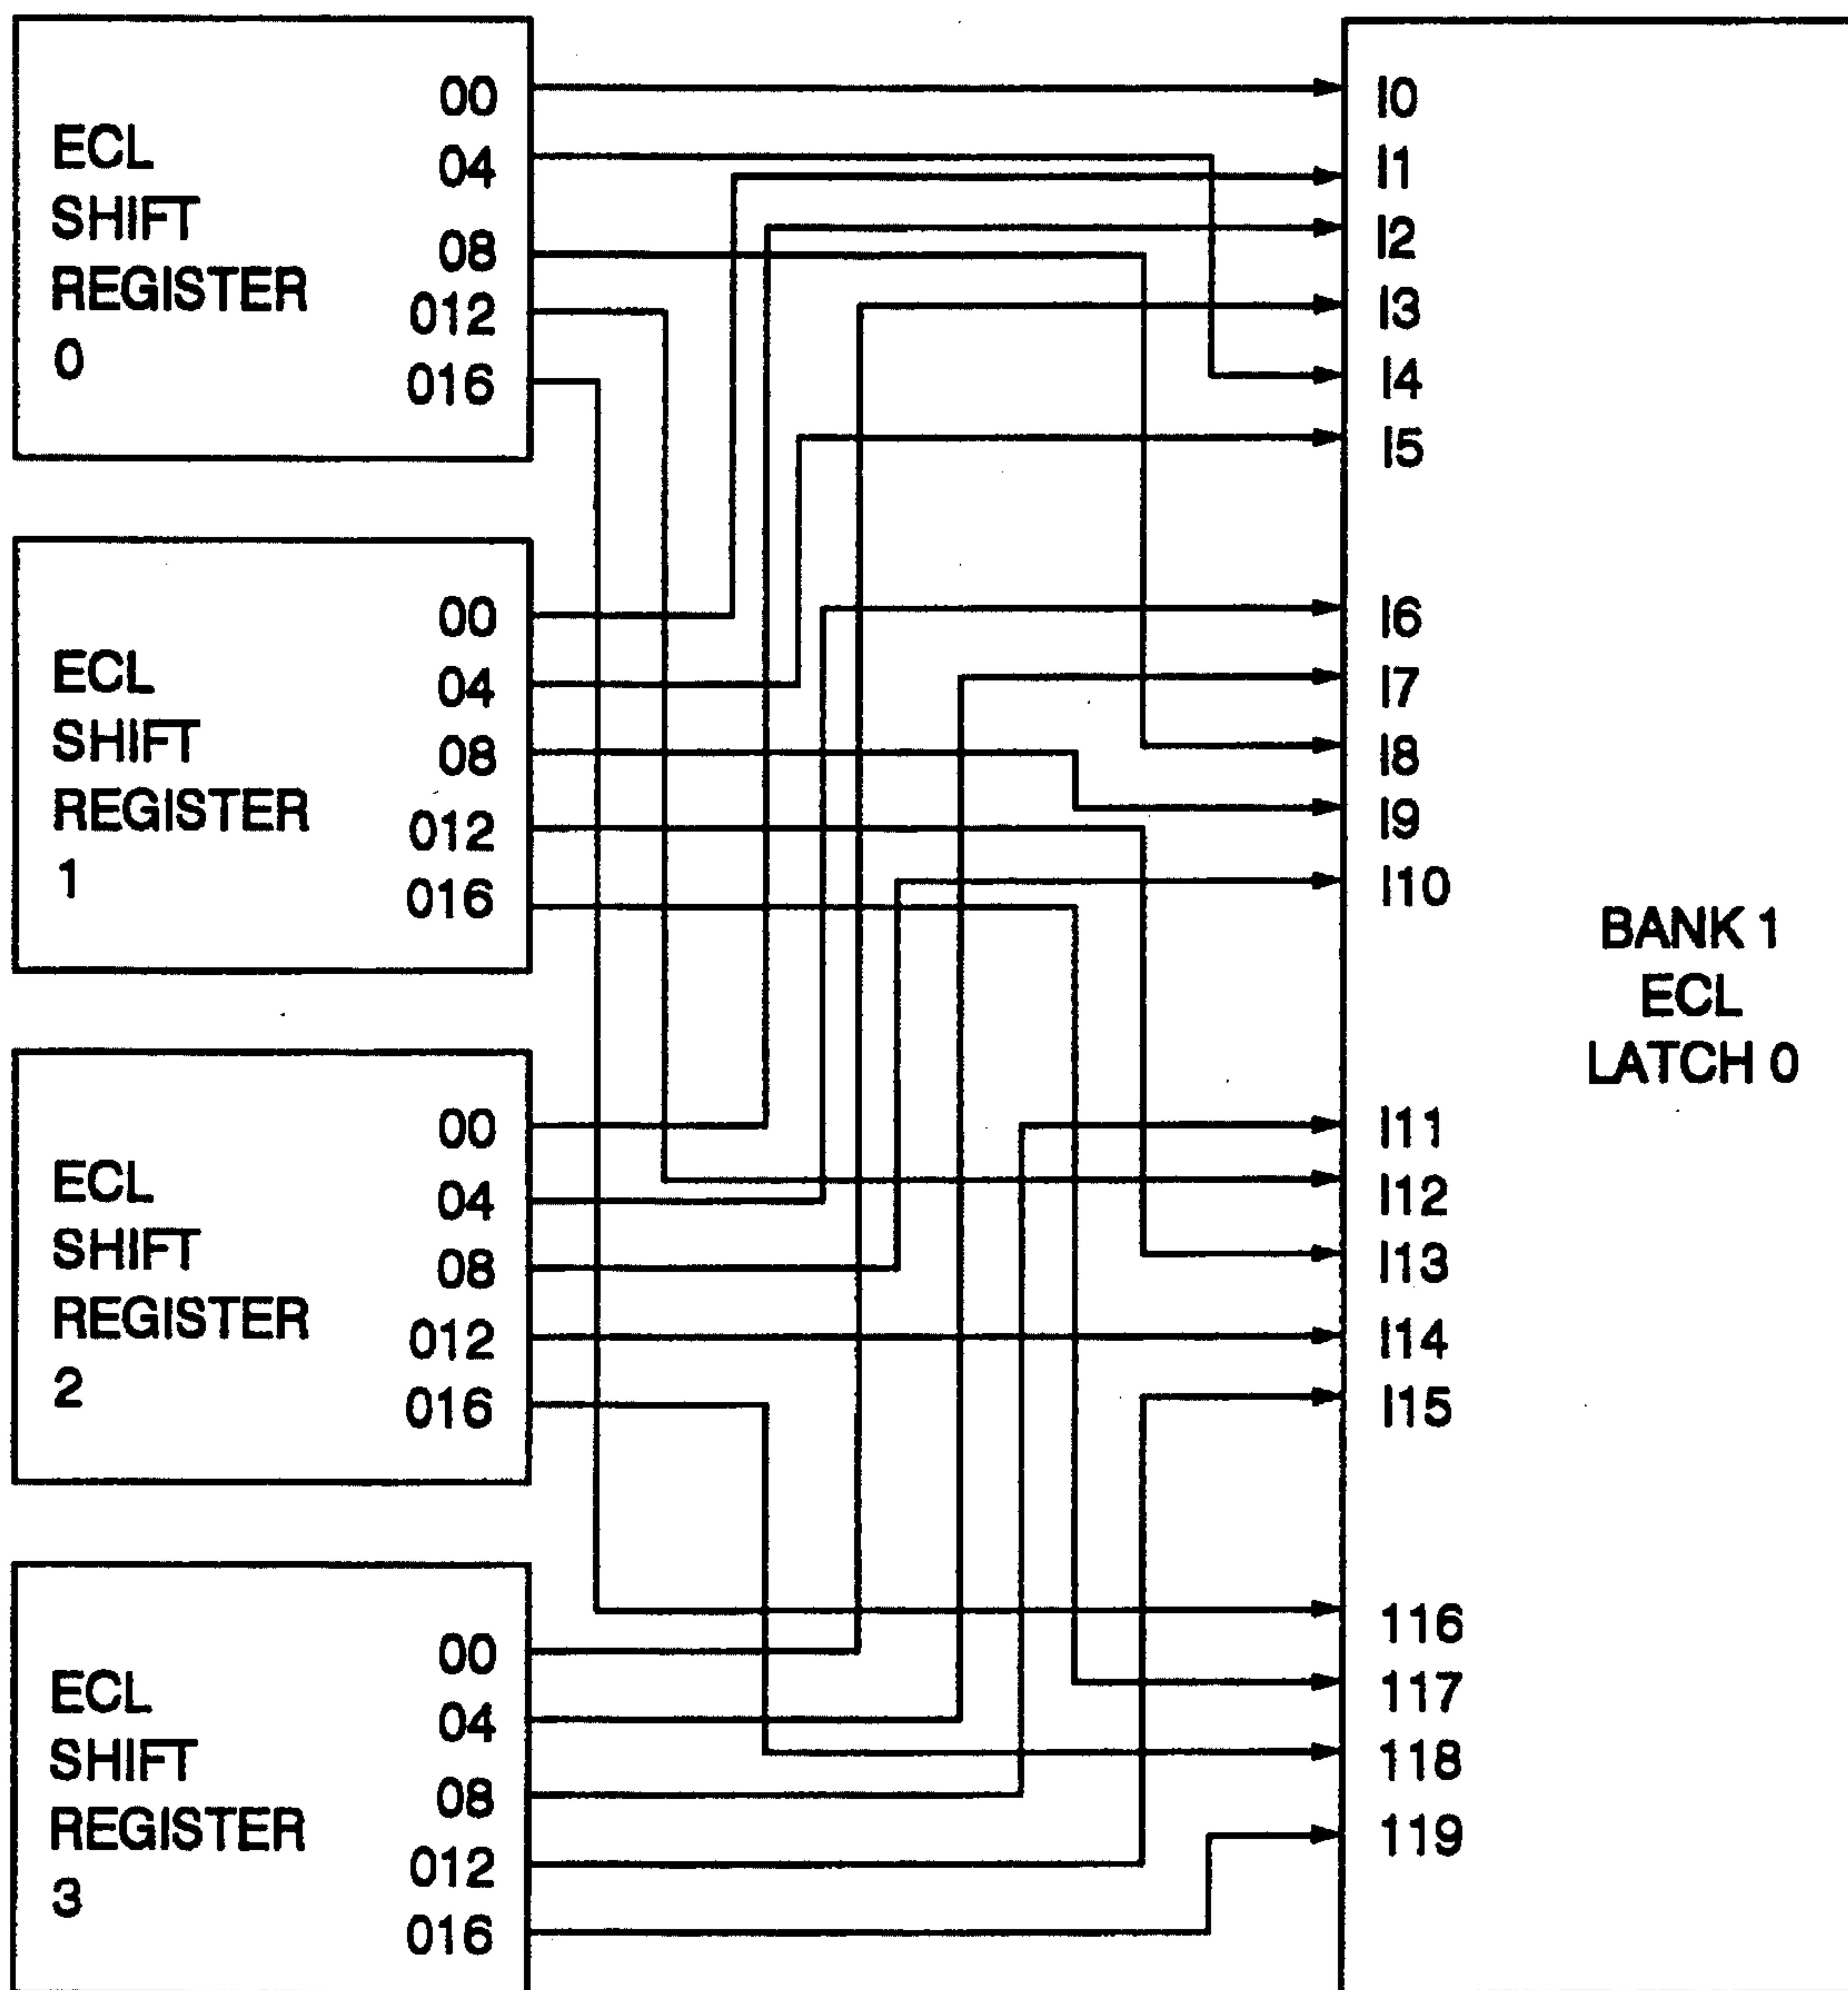 ECL
SHIFT
REGISTER
0
00
04
08
012
016
ECL
SHIFT
REGISTER
1
00
04
08
012
016
ECL
SHIFT
REGISTER
2
00
04
08
012
016
ECL
SHIFT
REGISTER
3
00
04
08
012
016
I0
I1
I2
I3
I4
I5
I6
I7
I8
I9
I10
I11
I12
I13
I14
I15
116
117
118
119
BANK 1
ECL
LATCH 0